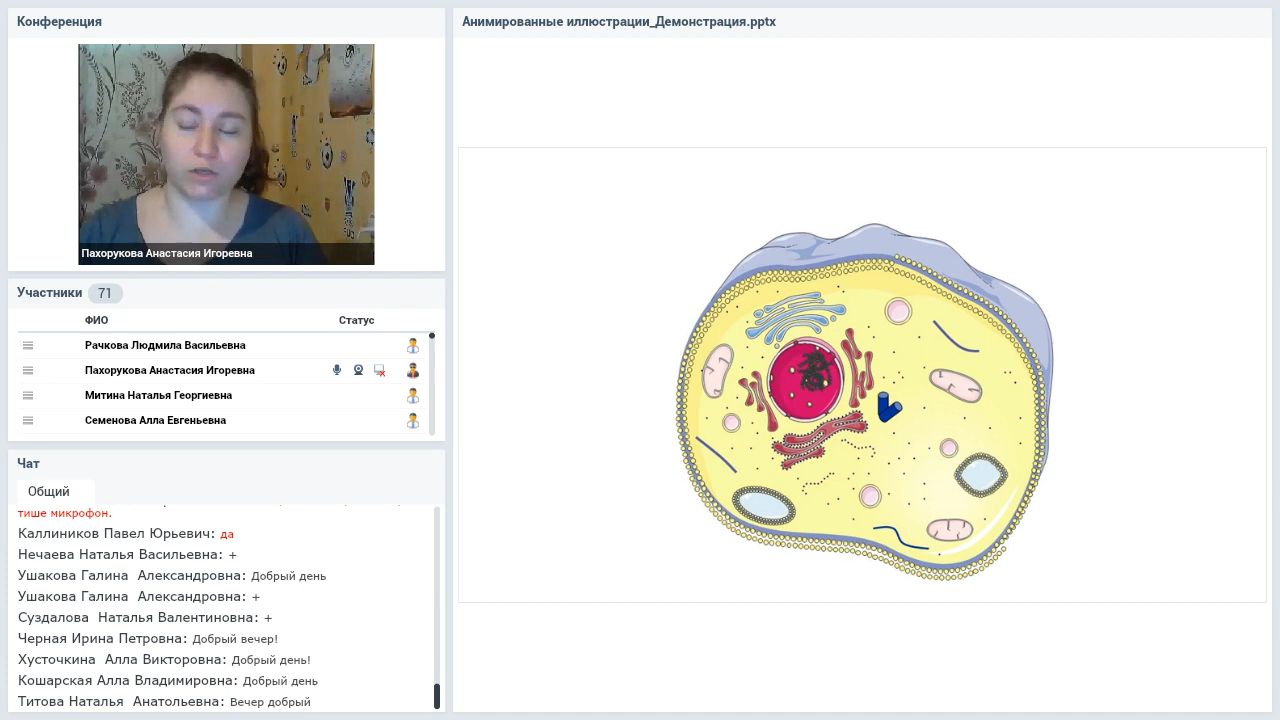 Конференция
Пахорукова Анастасия Игоревна
Участники 71
ФИО Статус
Рачкова Людмила Васильевна
Пахорукова Анастасия Игоревна
Митина Наталья Георгиевна
Семенова Алла Евгеньевна
Чат
Общий
тише микрофон.
Каллиников Павел Юрьевич: да
Нечаева Наталья Васильевна: +
Ушакова Галина Александровна: Добрый день
Ушакова Галина Александровна: +
Суздалова Наталья Валентиновна: +
Черная Ирина Петровна: Добрый вечер!
Хусточкина Алла Викторовна: Добрый день!
Кошарская Алла Владимировна: Добрый день
Титова Наталья Анатольевна: Вечер добрый
Анимированные иллюстрации_Демонстрация.pptx